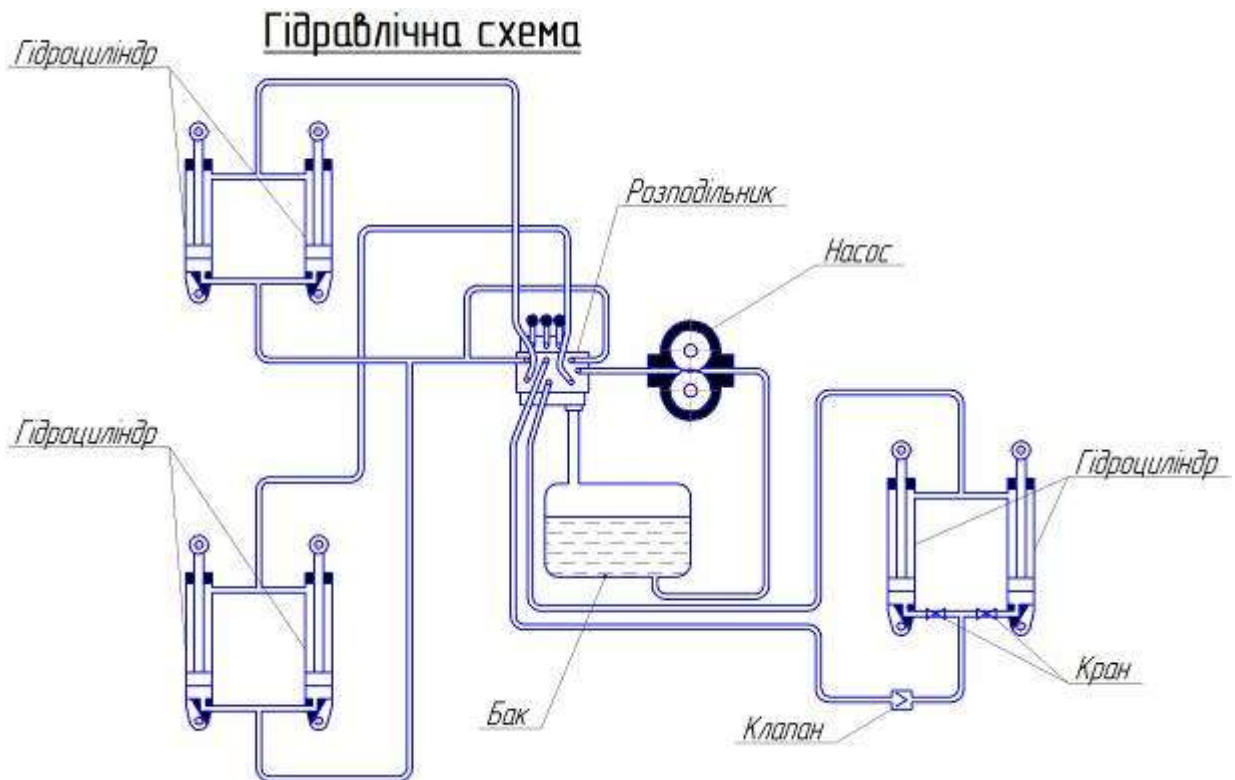 Гідравлічна схема
Гідроциліндр
Розподільник
Насос
Гідроциліндр
Гідроциліндр
Кран
Бак
Клапан